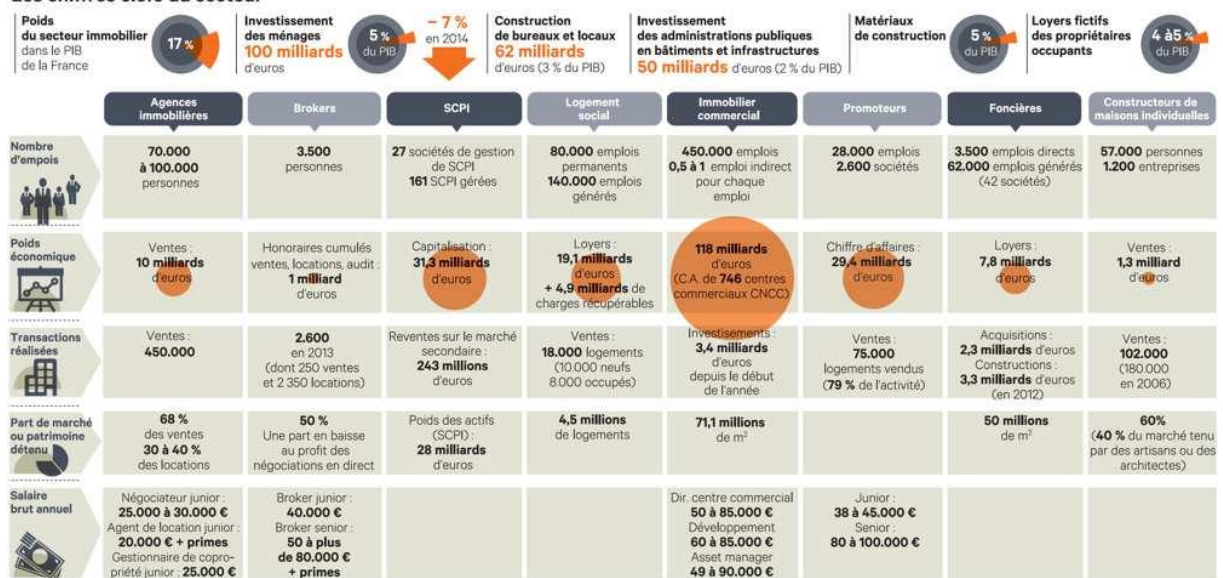 Les chiffres clefs du secteur
Poids
du secteur immobilier
dans le PIB
de la France
17 %
Investissement
des ménages
100 milliards
d'euros
5 %
du PIB
– 7 %
en 2014
Construction
de bureaux et locaux
62 milliards
d'euros (3 % du PIB)
Investissement
des administrations publiques
en bâtiments et infrastructures
50 milliards d'euros (2 % du PIB)
Matériaux
de construction
5 %
du PIB
Loyers fictifs
des propriétaires
occupants
4 à5 %
du PIB
Agences
immobilières
Brokers
SCPI
Logement
social
Immobilier
commercial
Promoteurs
Foncières
Constructeurs de
maisons individuelles
Nombre
d'empois
70.000
à 100.000
personnes
3.500
personnes
27 sociétés de gestion
de SCPI
161 SCPI gérées
80.000 emplois
permanents
140.000 emplois
générés
450.000 emplois
0,5 à 1 emploi indirect
pour chaque
emploi
28.000 emplois
2.600 sociétés
3.500 emplois directs
62.000 emplois générés
(42 sociétés)
57.000 personnes
1.200 entreprises
Poids
économique
Ventes :
10 milliards
d'euros
Honoraires cumulés
ventes, locations, audit :
1 milliard
d'euros
Capitalisation :
31,3 milliards
d'euros
Loyers :
19,1 milliards
d'euros
+ 4,9 milliards de
charges récupérables
118 milliards
d'euros
(C.A. de 746 centres
commerciaux CNCC)
Chiffre d'affaires :
29,4 milliards
d'euros
Loyers :
7,8 milliards
d'euros
Ventes :
1,3 milliard
d'euros
Transactions
réalisées
Ventes :
450.000
2.600
en 2013
(dont 250 ventes
et 2 350 locations)
Reventes sur le marché
secondaire :
243 millions
d'euros
Ventes :
18.000 logements
(10.000 neufs
8.000 occupés)
Investisements :
3,4 milliards
d'euros
depuis le début
de l'année
Ventes :
75.000
logements vendus
(79 % de l'activité)
Acquisitions :
2,3 milliards d'euros
Constructions :
3,3 milliards d'euros
(en 2012)
Ventes :
102.000
(180.000
en 2006)
Part de marché
ou patrimoine
détenu
68 %
des ventes
30 à 40 %
des locations
50 %
Une part en baisse
au profit des
négociations en direct
Poids des actifs
(SCPI) :
28 milliards
d'euros
4,5 millions
de logements
71,1 millions
de m²
50 millions
de m²
60%
(40 % du marché tenu
par des artisans ou des
architectes)
Salaire
brut annuel
Négociateur junior :
25.000 à 30.000 €
Agent de location junior :
20.000 € + primes
Gestionnaire de copro-
priété junior : 25.000 €
Broker junior :
40.000 €
Broker senior :
50 à plus
de 80.000 €
+ primes
Dir. centre commercial
50 à 85.000 €
Développement
60 à 85.000 €
Asset manager
49 à 90.000 €
Junior :
38 à 45.000 €
Senior :
80 à 100.000 €